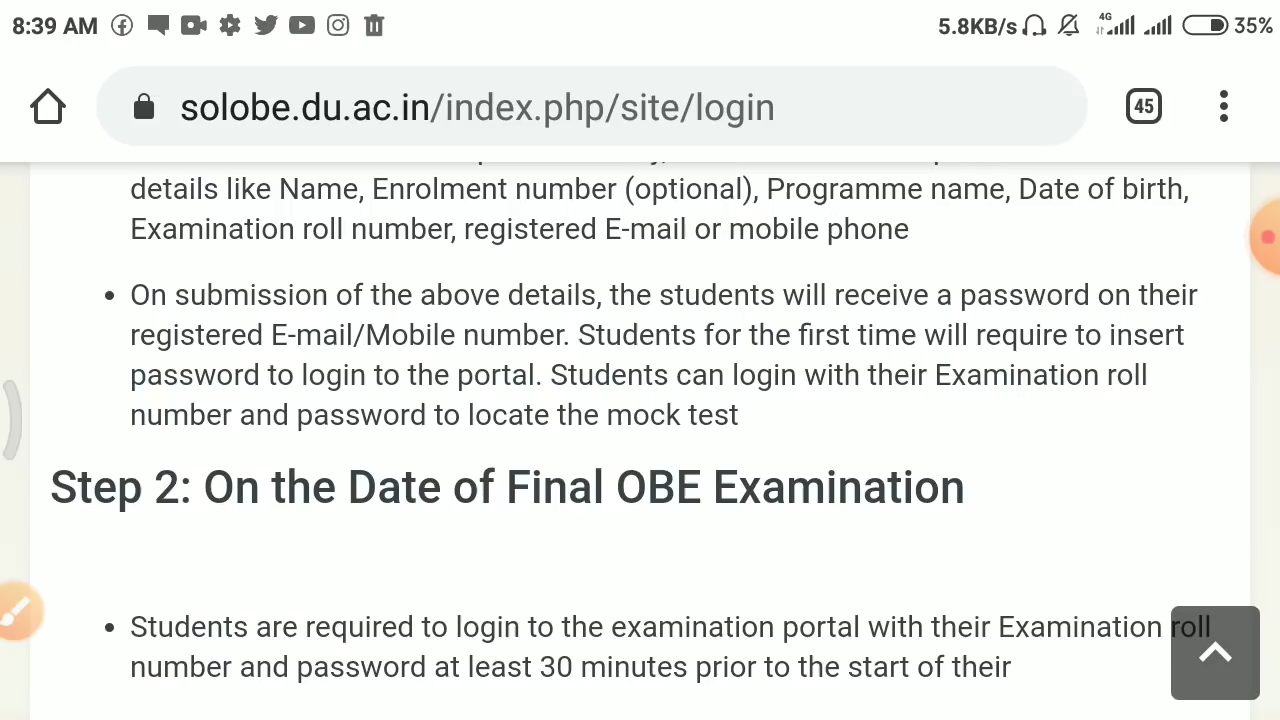 8:39 AM
5.8KB/s
4G
35%
solobe.du.ac.in/index.php/site/login
45
details like Name, Enrolment number (optional), Programme name, Date of birth,
Examination roll number, registered E-mail or mobile phone
• On submission of the above details, the students will receive a password on their
registered E-mail/Mobile number. Students for the first time will require to insert
password to login to the portal. Students can login with their Examination roll
number and password to locate the mock test
Step 2: On the Date of Final OBE Examination
• Students are required to login to the examination portal with their Examination roll
number and password at least 30 minutes prior to the start of their